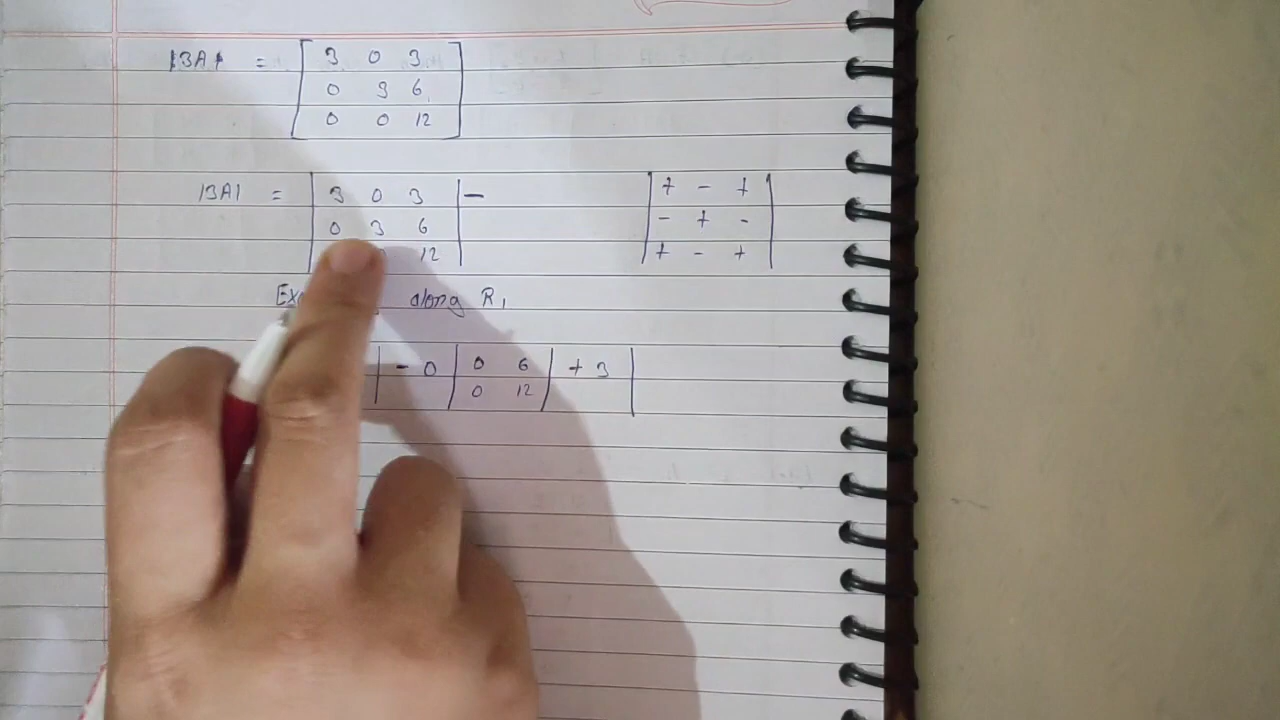 |3A| = [ 3 0 3
0 3 6
0 0 12 ]
|3A| = | 3 0 3 | - | + - + |
0 3 6 | - + - |
12 | + - + |
along R1
| - 0 | 0 6 | + 3 |
0 12